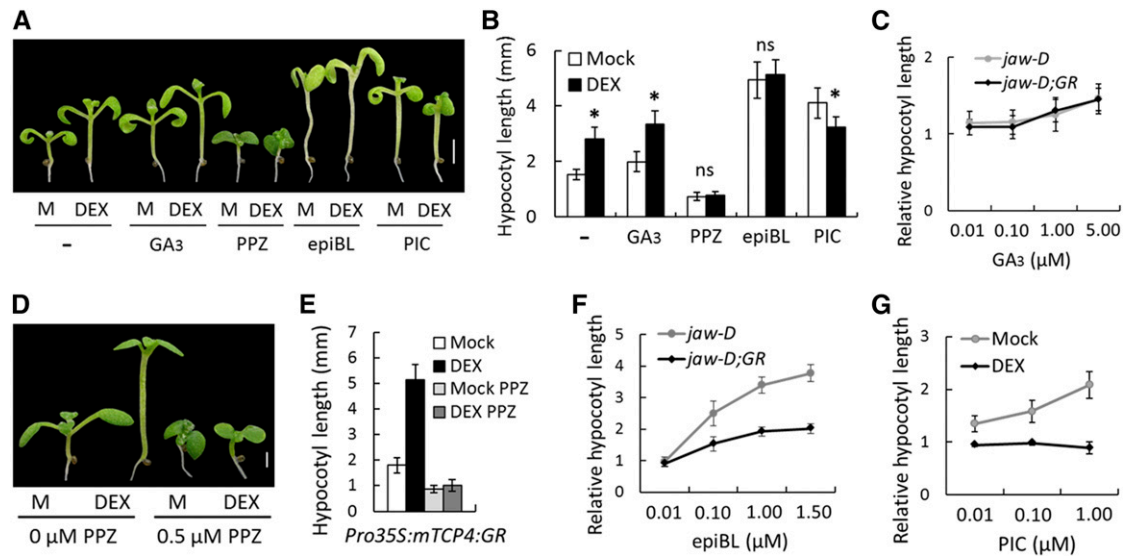 A
M DEX M DEX M DEX M DEX M DEX
– GA3 PPZ epiBL PIC
B
Hypocotyl length (mm)
6
4
2
0
Mock
DEX
* * ns ns *
– GA3 PPZ epiBL PIC
C
Relative hypocotyl length
2
1
0
jaw-D
jaw-D;GR
0.01 0.10 1.00 5.00
GA3 (µM)
D
M DEX M DEX
0 µM PPZ 0.5 µM PPZ
E
Hypocotyl length (mm)
7
6
5
4
3
2
1
0
Mock
DEX
Mock PPZ
DEX PPZ
Pro35S:mTCP4:GR
F
Relative hypocotyl length
5
4
3
2
1
0
jaw-D
jaw-D;GR
0.01 0.10 1.00 1.50
epiBL (µM)
G
Relative hypocotyl length
3
2
1
0
Mock
DEX
0.01 0.10 1.00
PIC (µM)